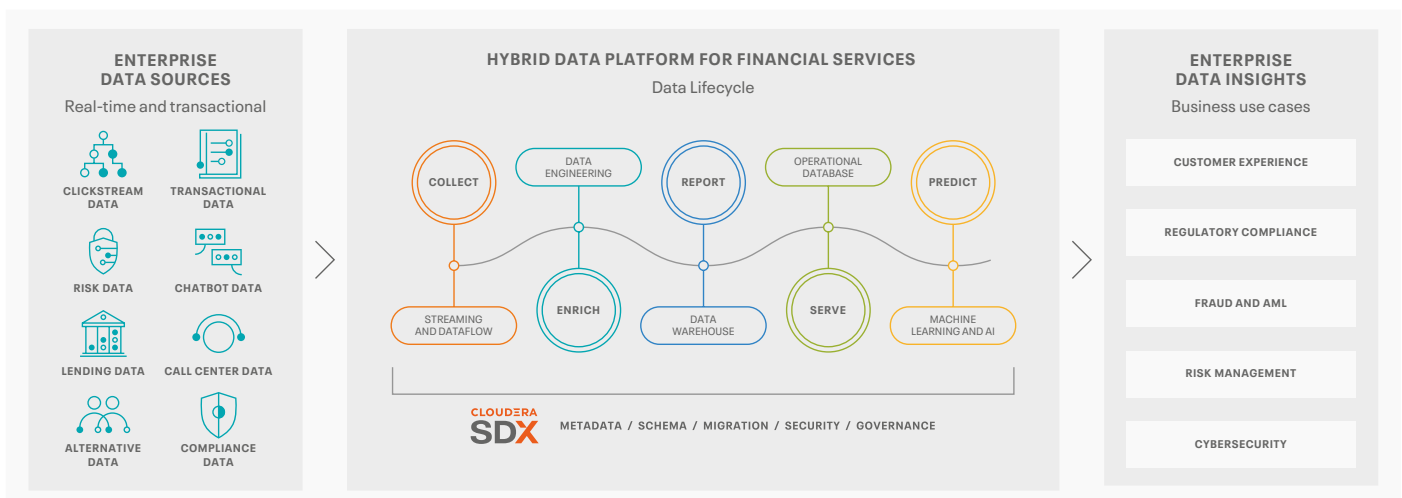 ENTERPRISE
DATA SOURCES
Real-time and transactional
CLICKSTREAM
DATA
TRANSACTIONAL
DATA
RISK DATA
CHATBOT DATA
LENDING DATA
CALL CENTER DATA
ALTERNATIVE
DATA
COMPLIANCE
DATA
HYBRID DATA PLATFORM FOR FINANCIAL SERVICES
Data Lifecycle
COLLECT
STREAMING
AND DATAFLOW
DATA
ENGINEERING
ENRICH
REPORT
DATA
WAREHOUSE
OPERATIONAL
DATABASE
SERVE
PREDICT
MACHINE
LEARNING AND AI
CLOUDERA
SDX
METADATA / SCHEMA / MIGRATION / SECURITY / GOVERNANCE
ENTERPRISE
DATA INSIGHTS
Business use cases
CUSTOMER EXPERIENCE
REGULATORY COMPLIANCE
FRAUD AND AML
RISK MANAGEMENT
CYBERSECURITY